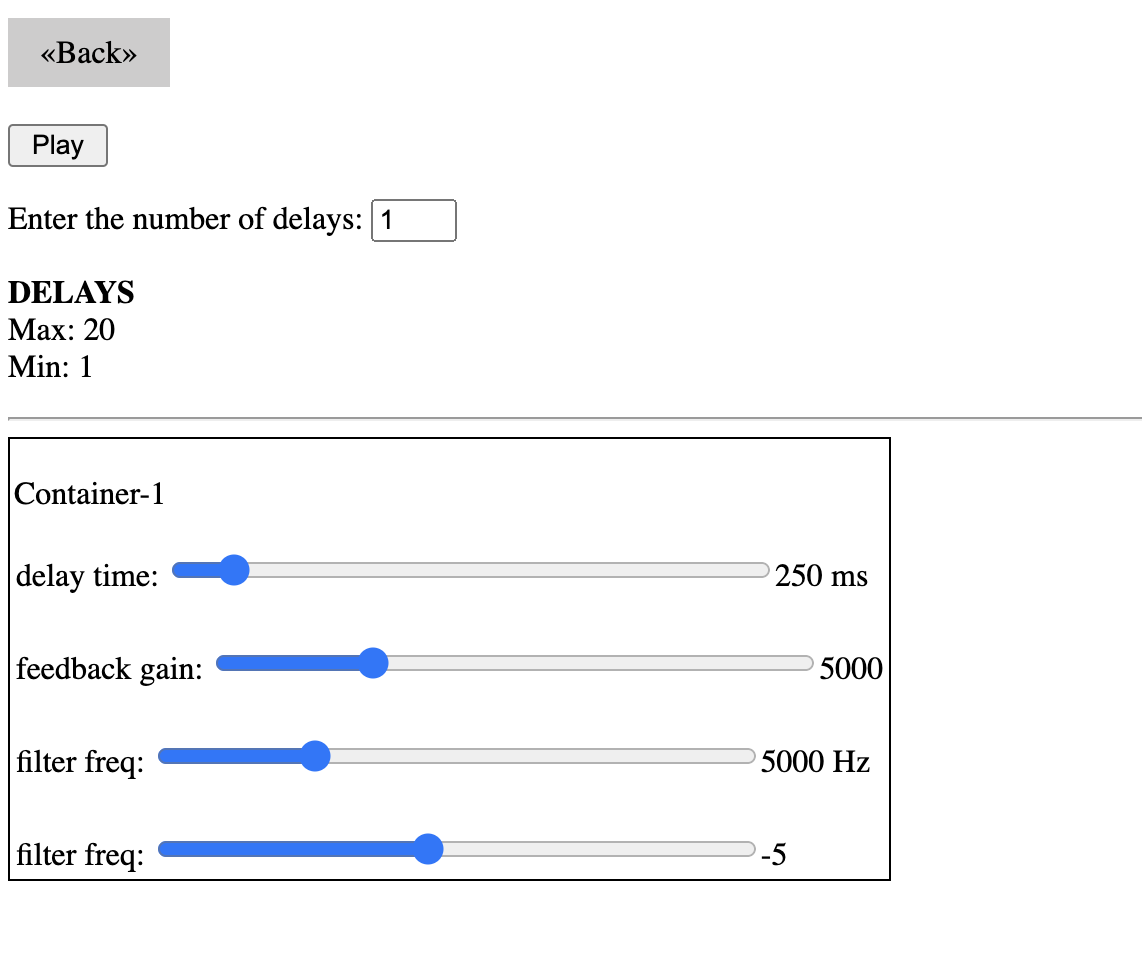 «Back»
Play
Enter the number of delays: 1
DELAYS
Max: 20
Min: 1
Container-1
delay time: 250 ms
feedback gain: 5000
filter freq: 5000 Hz
filter freq: -5